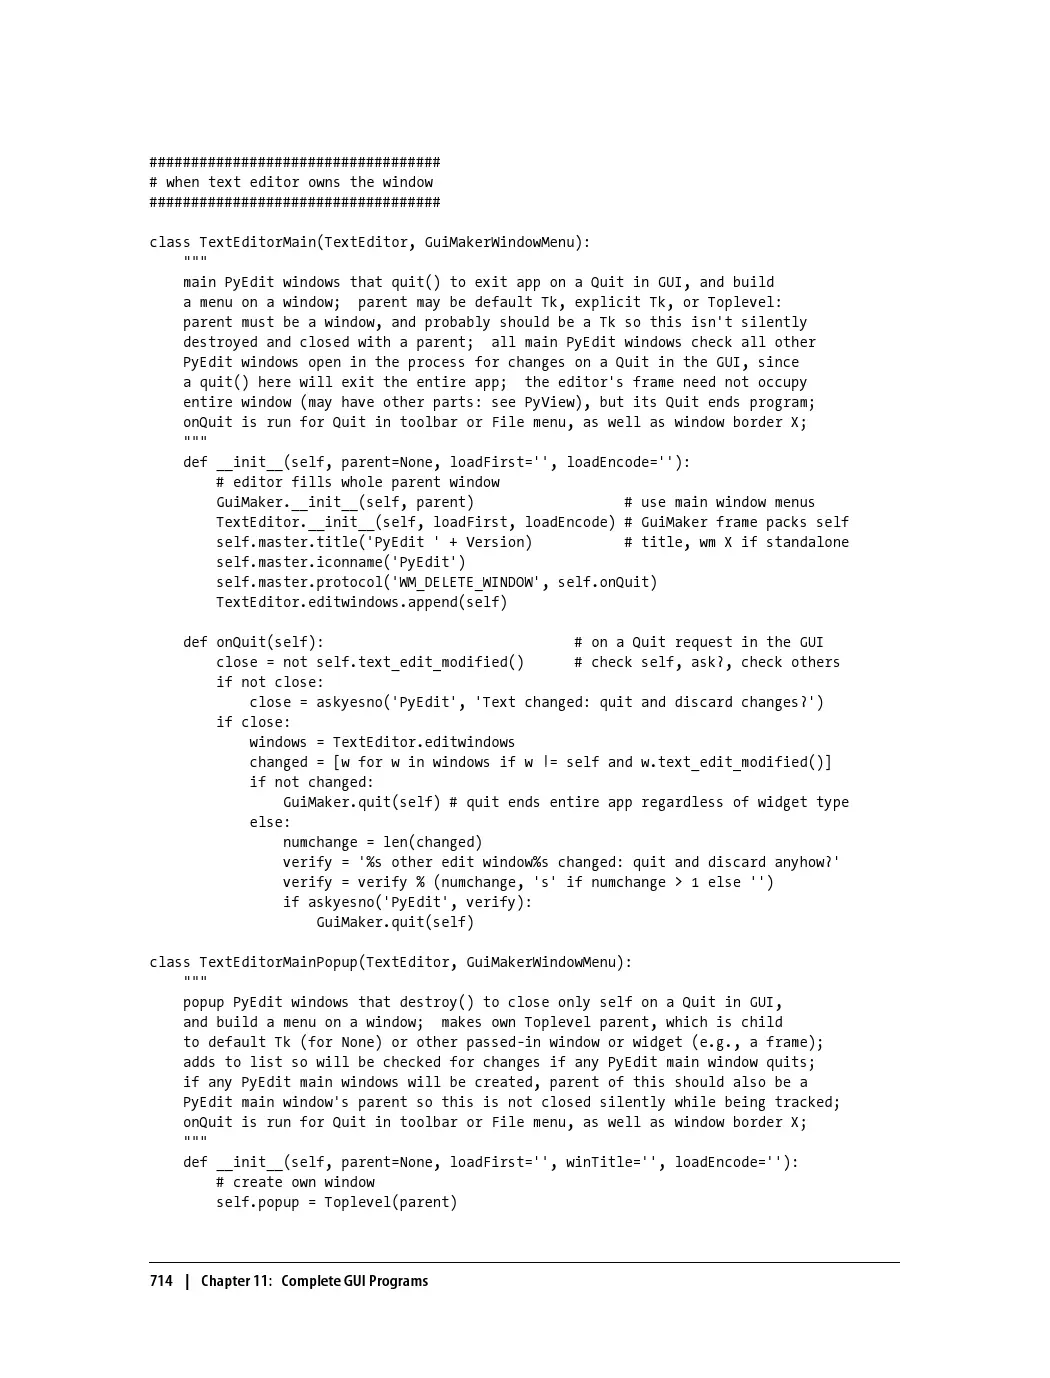 ###################################
# when text editor owns the window
###################################

class TextEditorMain(TextEditor, GuiMakerWindowMenu):
    """
    main PyEdit windows that quit() to exit app on a Quit in GUI, and build
    a menu on a window;  parent may be default Tk, explicit Tk, or Toplevel:
    parent must be a window, and probably should be a Tk so this isn't silently
    destroyed and closed with a parent;  all main PyEdit windows check all other
    PyEdit windows open in the process for changes on a Quit in the GUI, since
    a quit() here will exit the entire app;  the editor's frame need not occupy
    entire window (may have other parts: see PyView), but its Quit ends program;
    onQuit is run for Quit in toolbar or File menu, as well as window border X;
    """
    def __init__(self, parent=None, loadFirst='', loadEncode=''):
        # editor fills whole parent window
        GuiMaker.__init__(self, parent)                  # use main window menus
        TextEditor.__init__(self, loadFirst, loadEncode) # GuiMaker frame packs self
        self.master.title('PyEdit ' + Version)           # title, wm X if standalone
        self.master.iconname('PyEdit')
        self.master.protocol('WM_DELETE_WINDOW', self.onQuit)
        TextEditor.editwindows.append(self)

    def onQuit(self):                              # on a Quit request in the GUI
        close = not self.text_edit_modified()      # check self, ask?, check others
        if not close:
            close = askyesno('PyEdit', 'Text changed: quit and discard changes?')
        if close:
            windows = TextEditor.editwindows
            changed = [w for w in windows if w != self and w.text_edit_modified()]
            if not changed:
                GuiMaker.quit(self) # quit ends entire app regardless of widget type
            else:
                numchange = len(changed)
                verify = '%s other edit window%s changed: quit and discard anyhow?'
                verify = verify % (numchange, 's' if numchange > 1 else '')
                if askyesno('PyEdit', verify):
                    GuiMaker.quit(self)

class TextEditorMainPopup(TextEditor, GuiMakerWindowMenu):
    """
    popup PyEdit windows that destroy() to close only self on a Quit in GUI,
    and build a menu on a window;  makes own Toplevel parent, which is child
    to default Tk (for None) or other passed-in window or widget (e.g., a frame);
    adds to list so will be checked for changes if any PyEdit main window quits;
    if any PyEdit main windows will be created, parent of this should also be a
    PyEdit main window's parent so this is not closed silently while being tracked;
    onQuit is run for Quit in toolbar or File menu, as well as window border X;
    """
    def __init__(self, parent=None, loadFirst='', winTitle='', loadEncode=''):
        # create own window
        self.popup = Toplevel(parent)

714 | Chapter 11: Complete GUI Programs